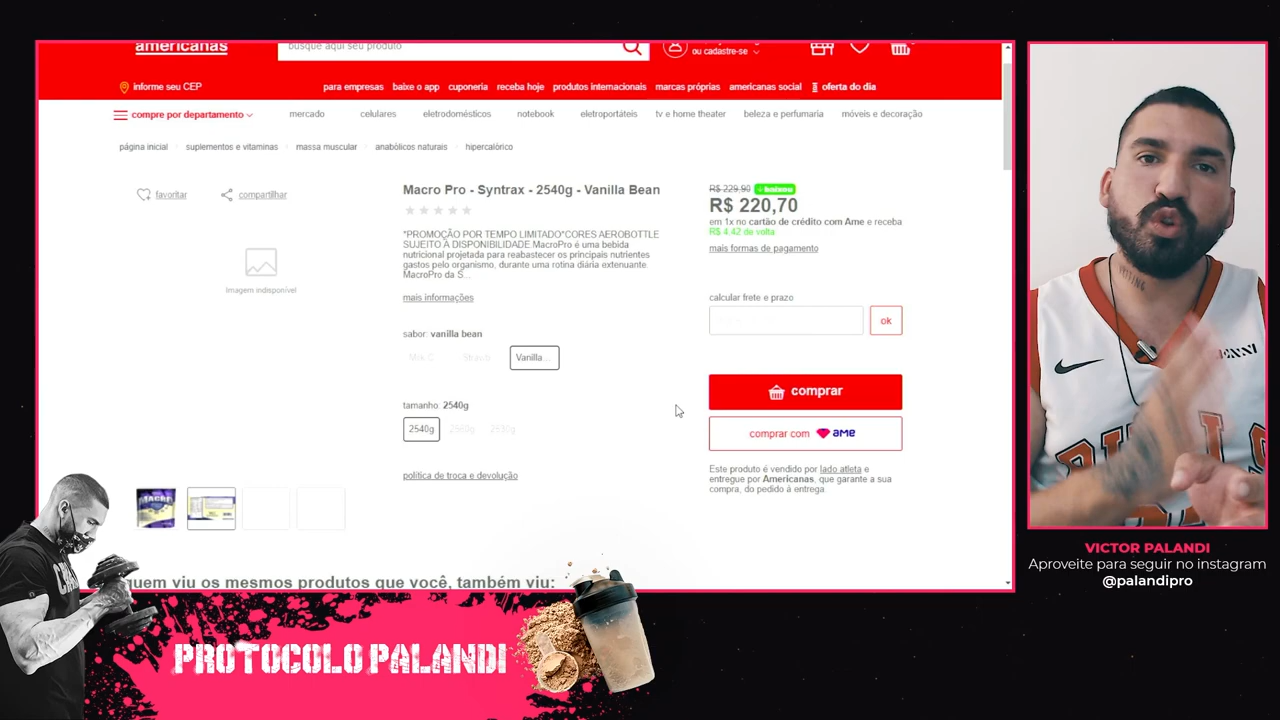 americanas
busque aqui seu produto
ou cadastre-se
informe seu CEP
para empresas baixe o app cuponeria receba hoje produtos internacionais marcas próprias americanas social oferta do dia
compre por departamento
mercado celulares eletrodomésticos notebook eletroportáteis tv e home theater beleza e perfumaria móveis e decoração
página inicial suplementos e vitaminas massa muscular anabólicos naturais hipercalórico
favoritar
compartilhar
Imagem indisponível
Macro Pro - Syntrax - 2540g - Vanilla Bean
*PROMOÇÃO POR TEMPO LIMITADO*CORES AEROBOTTLE
SUJEITO À DISPONIBILIDADE MacroPro é uma bebida
nutricional projetada para reabastecer os principais nutrientes
gastos pelo organismo, durante uma rotina diária extenuante.
MacroPro da S...
mais informações
sabor: vanilla bean
Milk C... Strawb... Vanilla ...
tamanho: 2540g
2540g
política de troca e devolução
R$ 229,90 baixou
R$ 220,70
em 1x no cartão de crédito com Ame e receba
R$ 4,42 de volta
mais formas de pagamento
calcular frete e prazo
ok
comprar
comprar com ame
Este produto é vendido por lado atleta e
entregue por Americanas, que garante a sua
compra, do pedido à entrega.
MACRO
quem viu os mesmos produtos que você, também viu:
PROTOCOLO PALANDI
VICTOR PALANDI
Aproveite para seguir no instagram
@palandipro